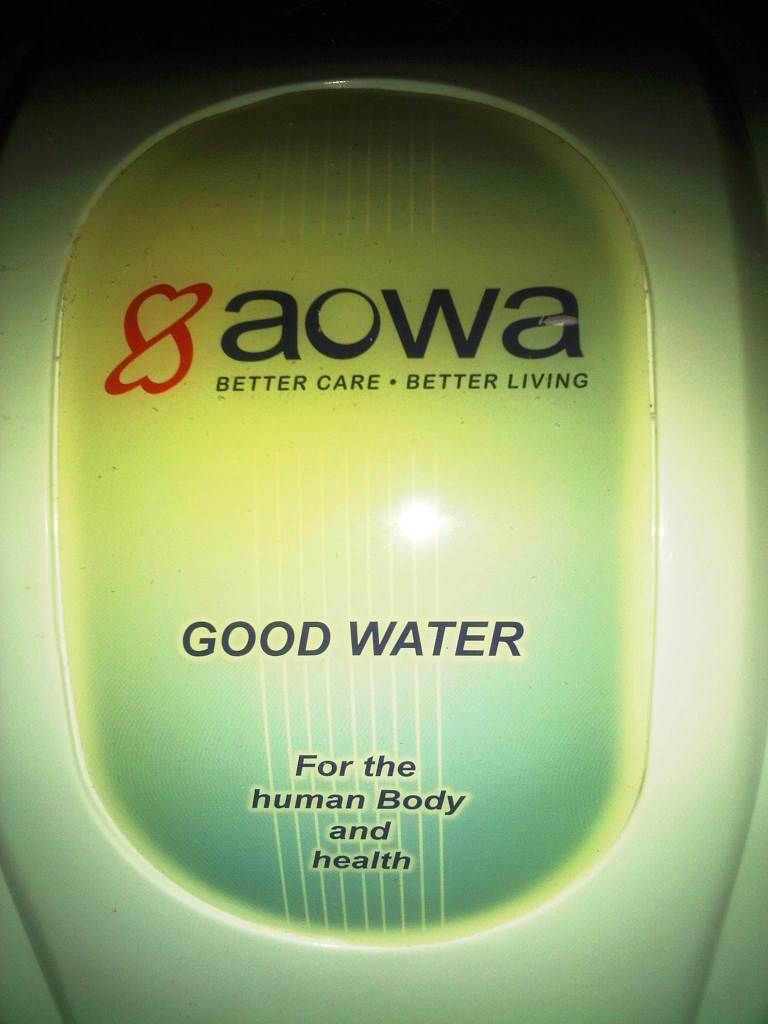 aowa
BETTER CARE • BETTER LIVING
GOOD WATER
For the
human Body
and
health